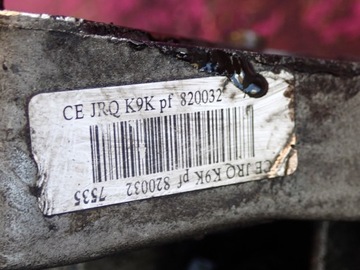 CE JRQ K9K pf 820032
CE JRQ K9K pf 820032 7535